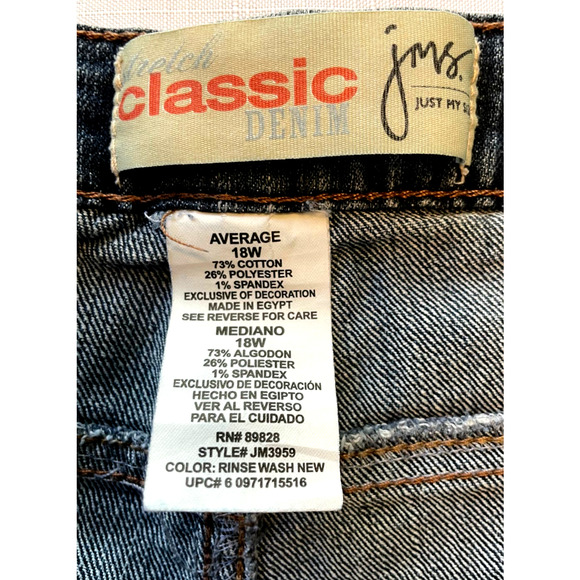 stretch
classic
DENIM
jms.
JUST MY
AVERAGE
18W
73% COTTON
26% POLYESTER
1% SPANDEX
EXCLUSIVE OF DECORATION
MADE IN EGYPT
SEE REVERSE FOR CARE
MEDIANO
18W
73% ALGODON
26% POLIESTER
1% SPANDEX
EXCLUSIVO DE DECORACIÓN
HECHO EN EGIPTO
VER AL REVERSO
PARA EL CUIDADO
RN# 89828
STYLE# JM3959
COLOR: RINSE WASH NEW
UPC# 6 0971715516